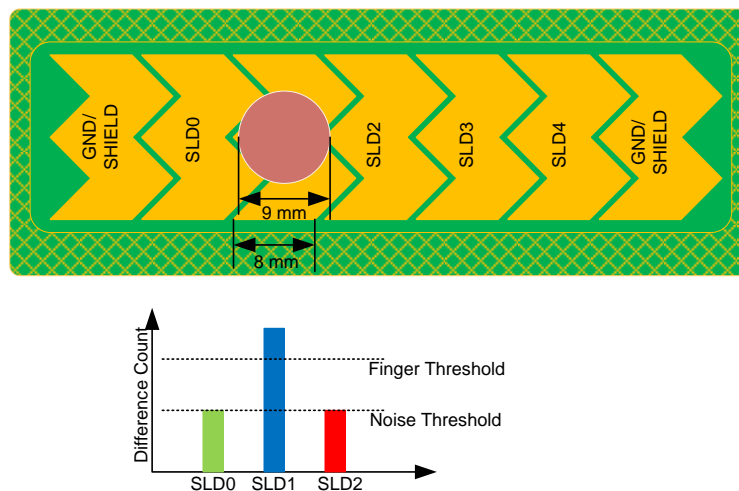 GND/
SHIELD
SLD0
SLD2
SLD3
SLD4
GND/
SHIELD
9 mm
8 mm
Difference Count
Finger Threshold
Noise Threshold
SLD0 SLD1 SLD2